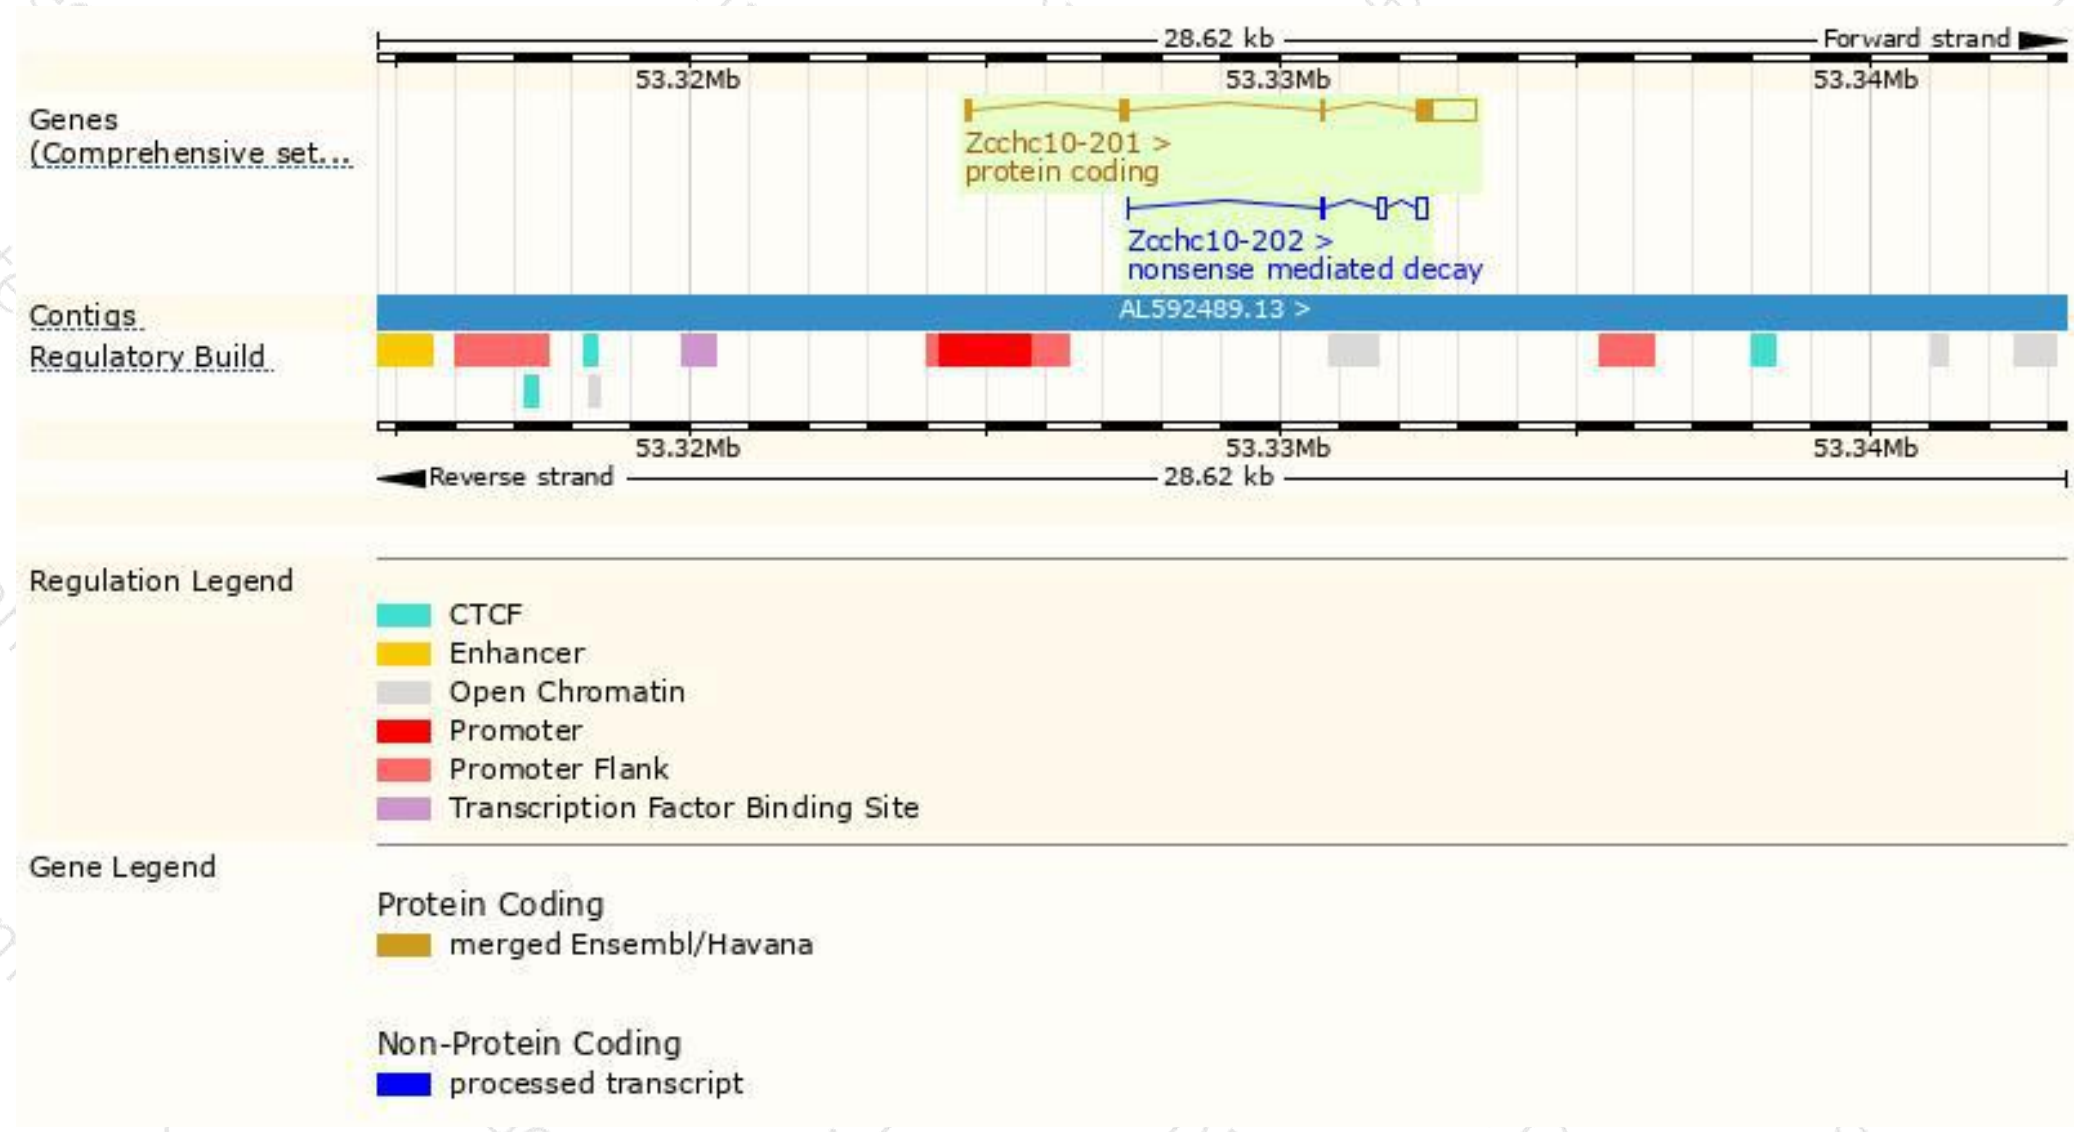 28.62 kb Forward strand
53.32Mb 53.33Mb 53.34Mb
Genes
(Comprehensive set...
Zcchc10-201 >
protein coding
Zcchc10-202 >
nonsense mediated decay
Contigs AL592489.13 >
Regulatory Build
53.32Mb 53.33Mb 53.34Mb
Reverse strand 28.62 kb
Regulation Legend
CTCF
Enhancer
Open Chromatin
Promoter
Promoter Flank
Transcription Factor Binding Site
Gene Legend
Protein Coding
merged Ensembl/Havana
Non-Protein Coding
processed transcript